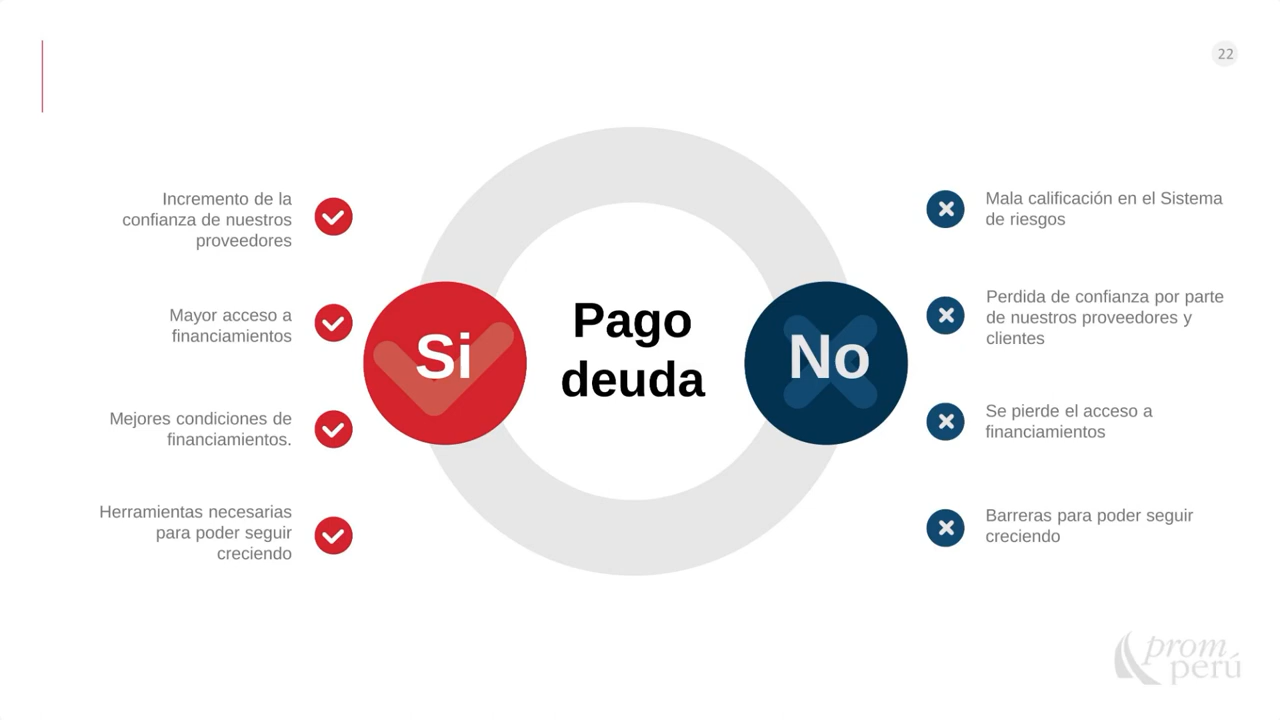 22
Incremento de la
confianza de nuestros
proveedores
Mayor acceso a
financiamientos
Mejores condiciones de
financiamientos.
Herramientas necesarias
para poder seguir
creciendo
Si
Pago
deuda
No
Mala calificación en el Sistema
de riesgos
Perdida de confianza por parte
de nuestros proveedores y
clientes
Se pierde el acceso a
financiamientos
Barreras para poder seguir
creciendo
prom
perú